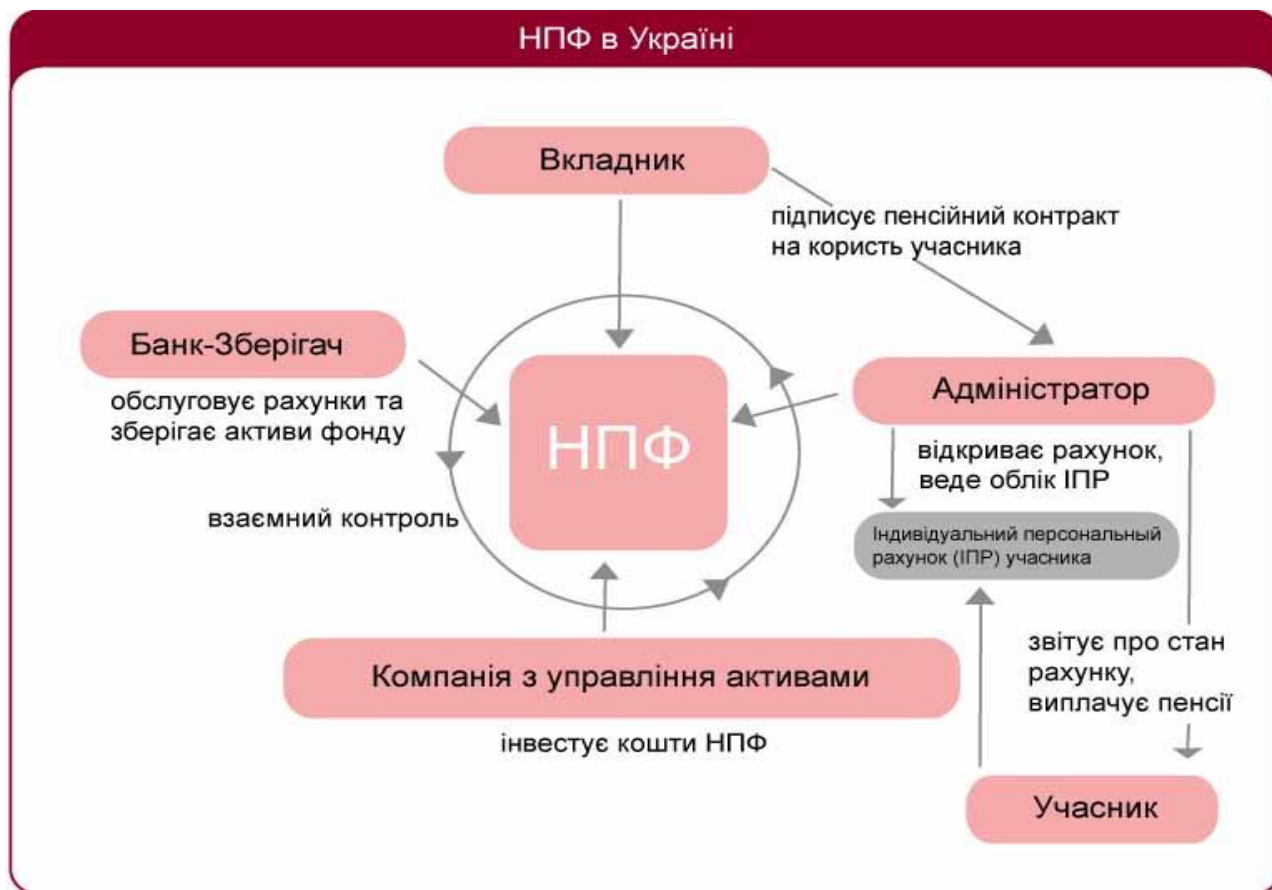 НПФ в Україні
Вкладник
підписує пенсійний контракт
на користь учасника
Банк-Зберігач
обслуговує рахунки та
зберігає активи фонду
НПФ
Адміністратор
відкриває рахунок,
веде облік ІПР
взаємний контроль
Індивидуальний персональный
рахунок (ІПР) учасника
Компанія з управління активами
інвестує кошти НПФ
звітує про стан
рахунку,
виплачує пенсії
Учасник